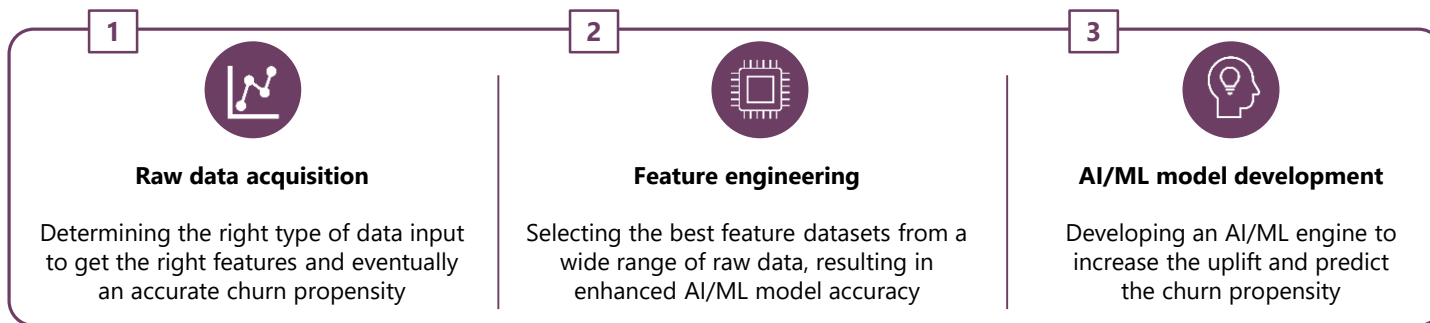 1
Raw data acquisition
Determining the right type of data input
to get the right features and eventually
an accurate churn propensity
2
Feature engineering
Selecting the best feature datasets from a
wide range of raw data, resulting in
enhanced AI/ML model accuracy
3
AI/ML model development
Developing an AI/ML engine to
increase the uplift and predict
the churn propensity